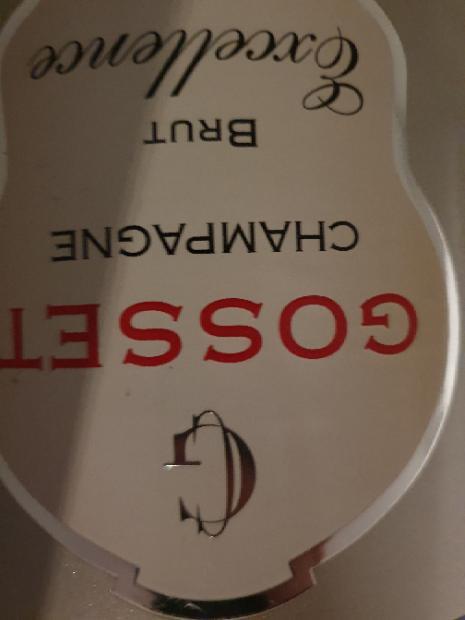 G
GOSSET
CHAMPAGNE
BRUT
Excellence